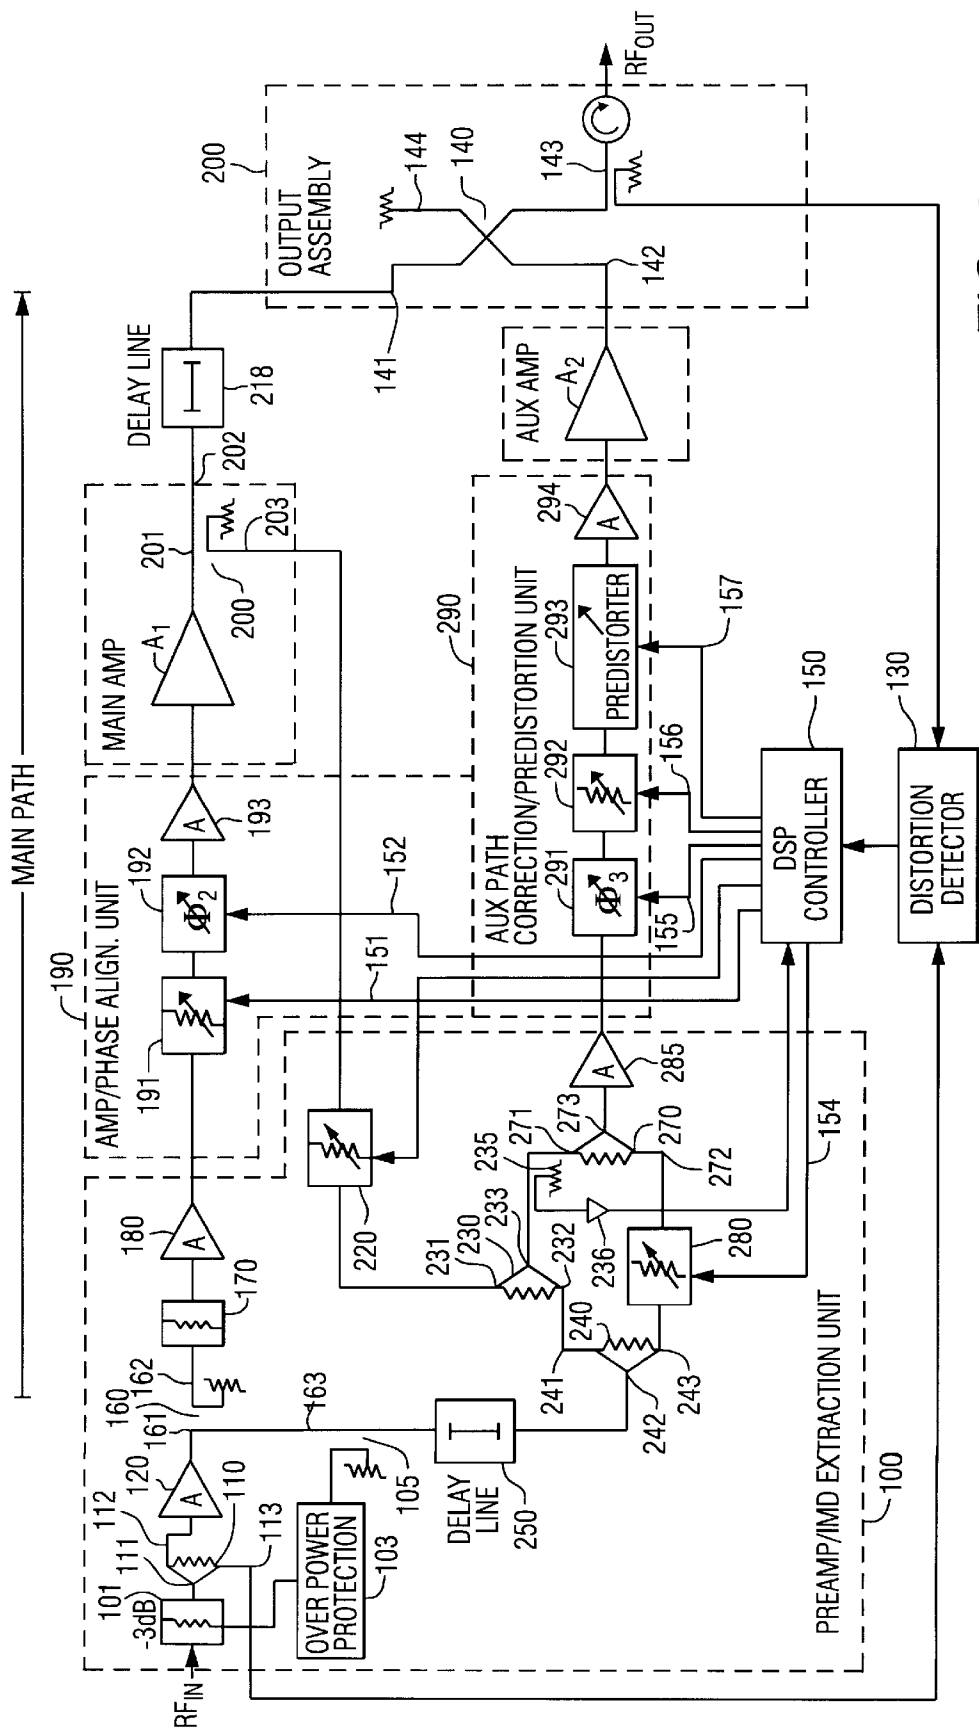 MAIN PATH
190
AMP/PHASE ALIGN. UNIT
191
192
193
MAIN AMP
A1
201
200
203
202
DELAY LINE
218
141
200
OUTPUT
ASSEMBLY
144
140
143
142
RFOUT
RFIN
101
-3dB
111
112
120
110
113
161
160
162
163
170
180
105
OVER POWER
PROTECTION
103
DELAY
LINE
250
220
231
230
233
232
235
236
271
273
270
272
240
241
242
243
280
285
A
A
A
A
A
Φ2
Φ3
151
152
154
155
156
157
290
AUX PATH
CORRECTION/PREDISTORTION UNIT
291
292
293
PREDISTORTER
294
AUX AMP
A2
DSP
CONTROLLER
150
DISTORTION
DETECTOR
130
PREAMP/IMD EXTRACTION UNIT
100